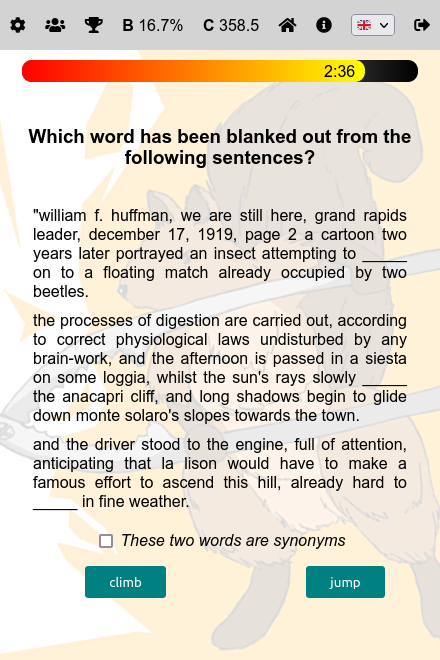 B 16.7% C 358.5
2:36
Which word has been blanked out from the
following sentences?
"william f. huffman, we are still here, grand rapids
leader, december 17, 1919, page 2 a cartoon two
years later portrayed an insect attempting to _____
on to a floating match already occupied by two
beetles.
the processes of digestion are carried out, according
to correct physiological laws undisturbed by any
brain-work, and the afternoon is passed in a siesta
on some loggia, whilst the sun's rays slowly _____
the anacapri cliff, and long shadows begin to glide
down monte solaro's slopes towards the town.
and the driver stood to the engine, full of attention,
anticipating that la lison would have to make a
famous effort to ascend this hill, already hard to
_____ in fine weather.
These two words are synonyms
climb jump